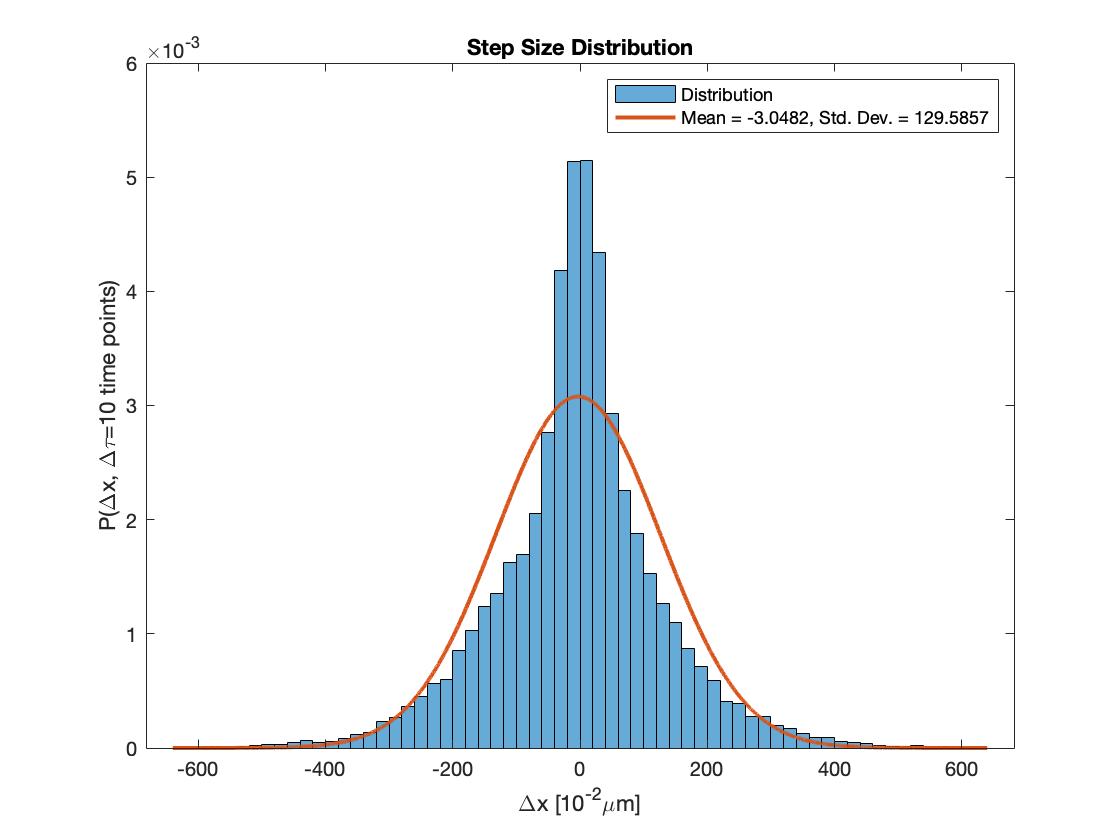 Step Size Distribution
×10⁻³
Distribution
Mean = -3.0482, Std. Dev. = 129.5857
6
5
4
3
2
1
0
P(Δx, Δτ=10 time points)
-600 -400 -200 0 200 400 600
Δx [10⁻²μm]